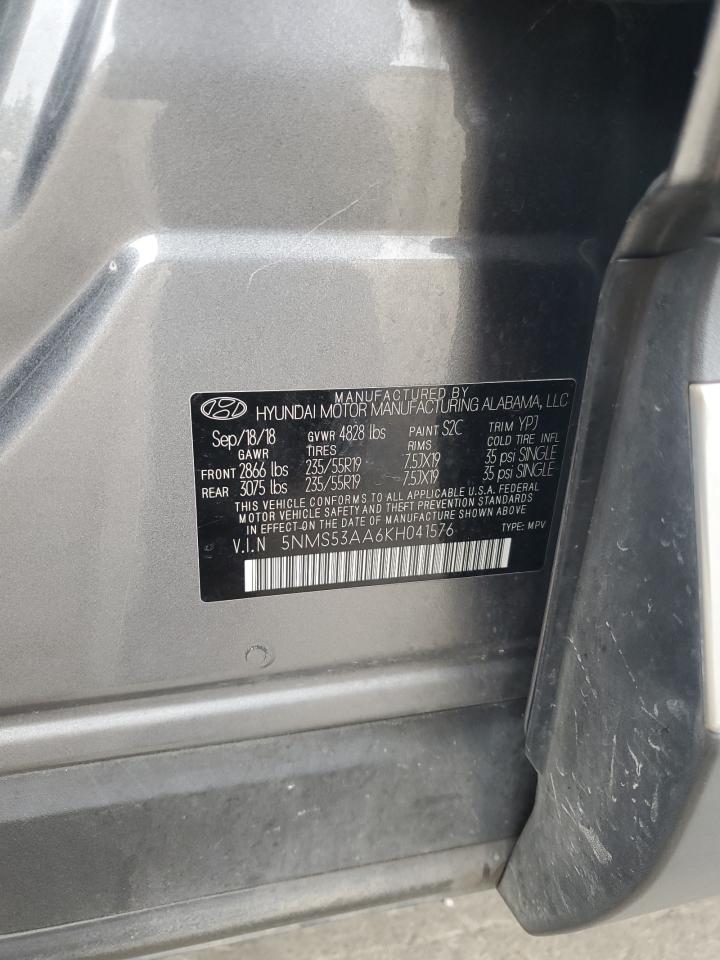 MANUFACTURED BY
HYUNDAI MOTOR MANUFACTURING ALABAMA, LLC
Sep/18/18 GVWR 4828 lbs PAINT S2C TRIM YPJ
GAWR TIRES RIMS COLD TIRE INFL
FRONT 2866 lbs 235/55R19 7.5JX19 35 psi SINGLE
REAR 3075 lbs 235/55R19 7.5JX19 35 psi SINGLE
THIS VEHICLE CONFORMS TO ALL APPLICABLE U.S.A. FEDERAL
MOTOR VEHICLE SAFETY AND THEFT PREVENTION STANDARDS
IN EFFECT ON THE DATE OF MANUFACTURE SHOWN ABOVE
V.I.N 5NMS53AA6KH041576 TYPE: MPV